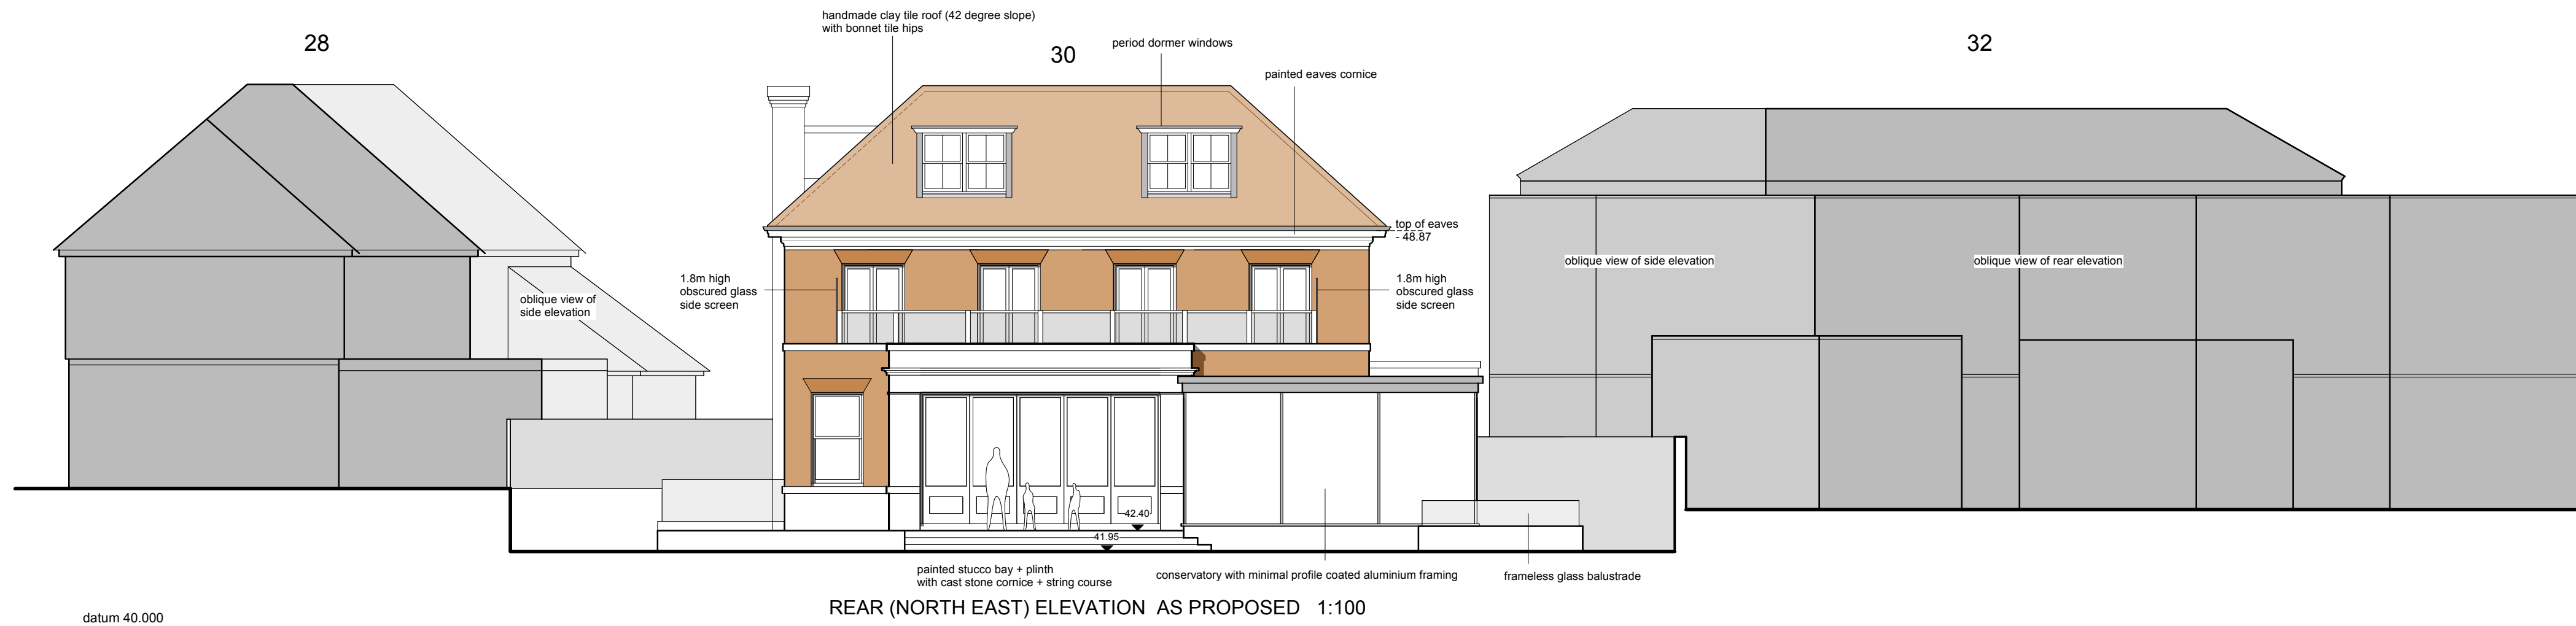 28
30
32
handmade clay tile roof (42 degree slope)
with bonnet tile hips
period dormer windows
painted eaves cornice
top of eaves
- 48.87
oblique view of
side elevation
1.8m high
obscured glass
side screen
1.8m high
obscured glass
side screen
oblique view of side elevation
oblique view of rear elevation
42.40
41.95
painted stucco bay + plinth
with cast stone cornice + string course
conservatory with minimal profile coated aluminium framing
frameless glass balustrade
REAR (NORTH EAST) ELEVATION AS PROPOSED 1:100
datum 40.000